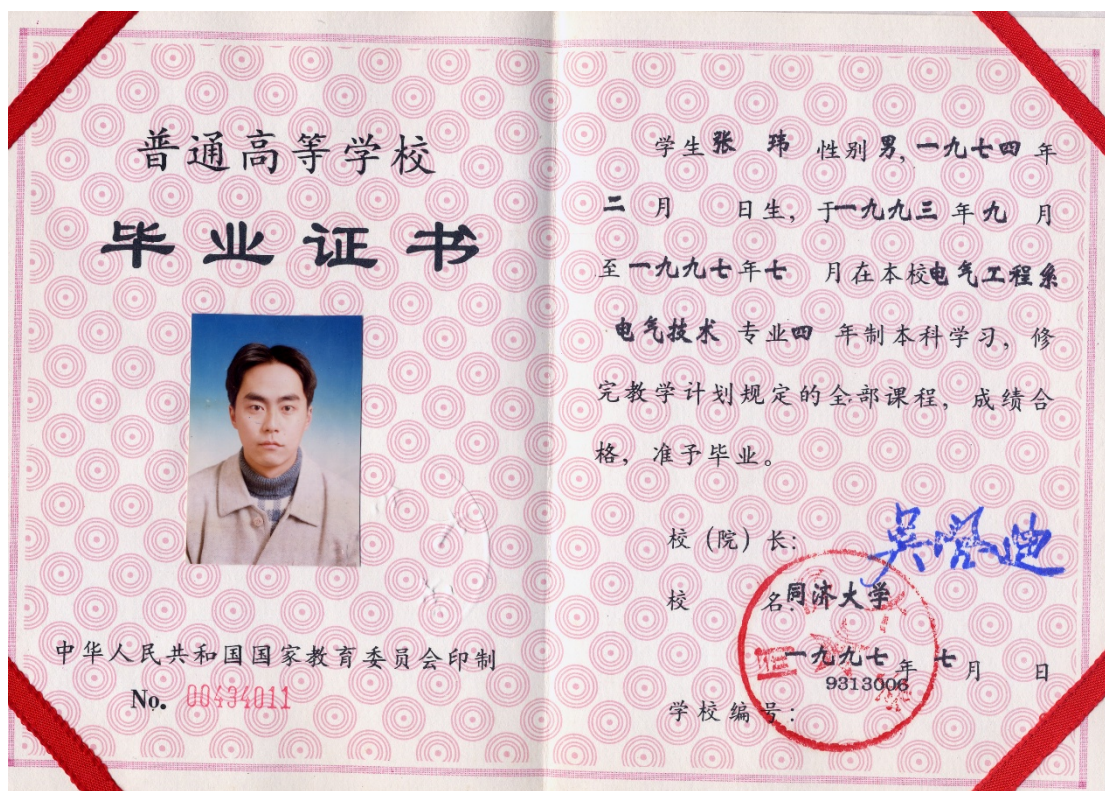 普通高等学校
毕业证书
中华人民共和国国家教育委员会印制
No. 00434011
学生张 玮 性别男,一九七四年
二 月 日生, 于一九九三年九 月
至一九九七年七 月在本校电气工程系
电气技术 专业四 年制本科学习, 修
完教学计划规定的全部课程, 成绩合
格, 准予毕业。
校 (院) 长: 吴启迪
校 名: 同济大学
一九九七年 七 月 日
学校编号: 9313006